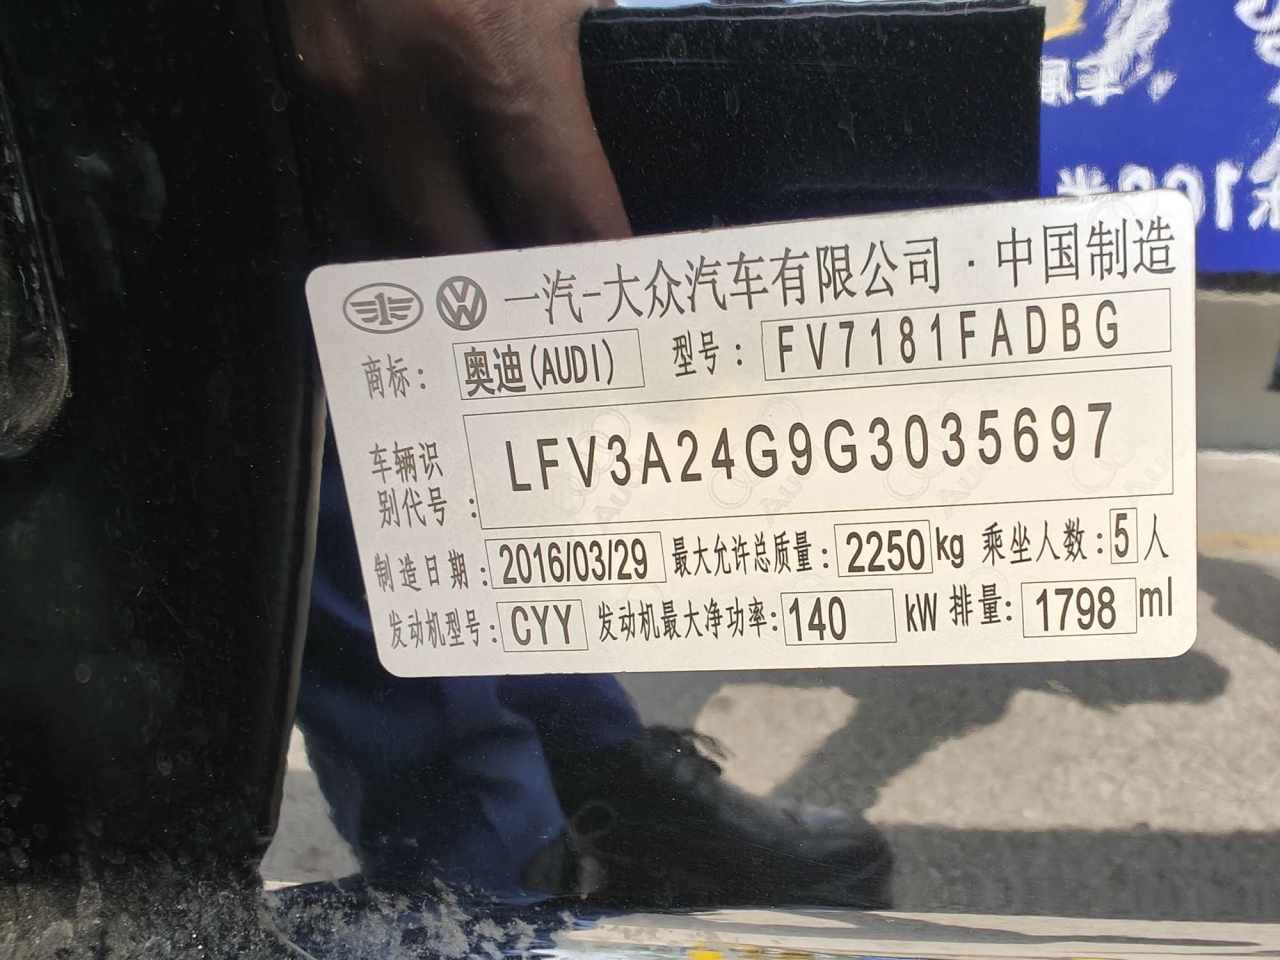 一汽-大众汽车有限公司·中国制造
商标: 奥迪(AUDI) 型号: FV7181FADBG
车辆识别代号: LFV3A24G9G3035697
制造日期: 2016/03/29 最大允许总质量: 2250 kg 乘坐人数: 5 人
发动机型号: CYY 发动机最大净功率: 140 kW 排量: 1798 ml